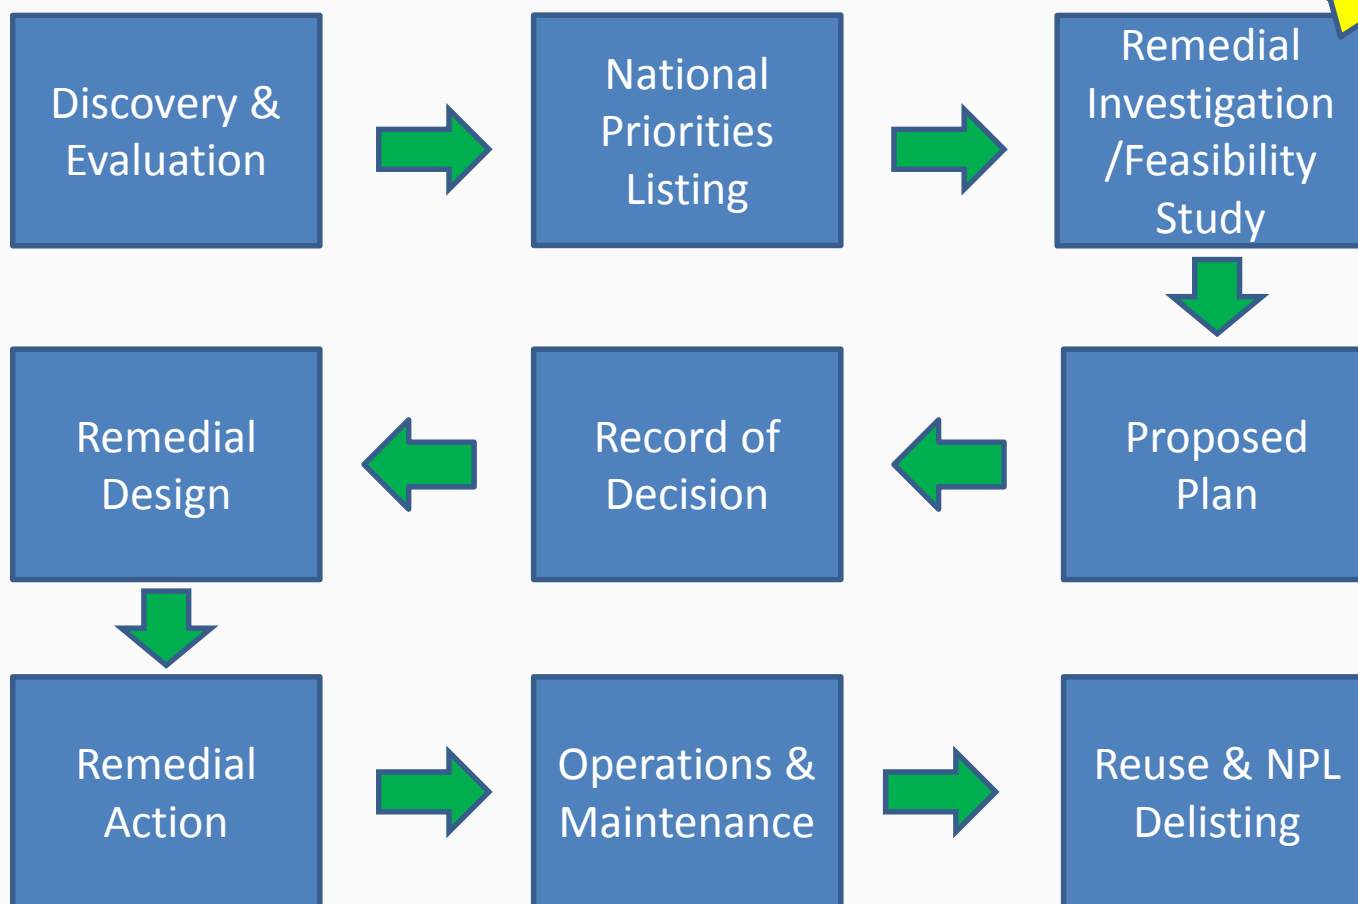 Discovery &
Evaluation
National
Priorities
Listing
Remedial
Investigation
/Feasibility
Study
Remedial
Design
Record of
Decision
Proposed
Plan
Remedial
Action
Operations &
Maintenance
Reuse & NPL
Delisting